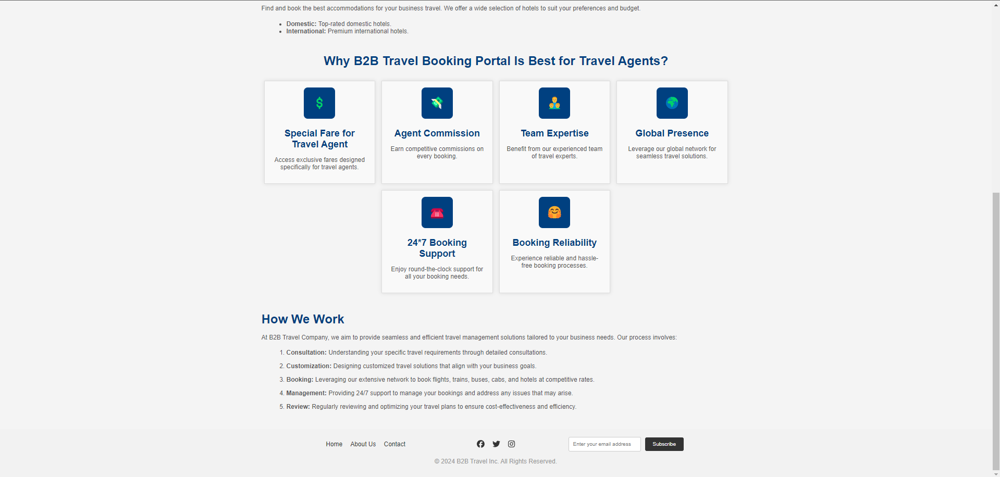 Find and book the best accommodations for your business travel. We offer a wide selection of hotels to suit your preferences and budget.
• Domestic: Top-rated domestic hotels.
• International: Premium international hotels.
Why B2B Travel Booking Portal Is Best for Travel Agents?
Special Fare for
Travel Agent
Access exclusive fares designed
specifically for travel agents.
Agent Commission
Earn competitive commissions on
every booking.
Team Expertise
Benefit from our experienced team
of travel experts.
Global Presence
Leverage our global network for
seamless travel solutions.
24*7 Booking
Support
Enjoy round-the-clock support for
all your booking needs.
Booking Reliability
Experience reliable and hassle-
free booking processes.
How We Work
At B2B Travel Company, we aim to provide seamless and efficient travel management solutions tailored to your business needs. Our process involves:
1. Consultation: Understanding your specific travel requirements through detailed consultations.
2. Customization: Designing customized travel solutions that align with your business goals.
3. Booking: Leveraging our extensive network to book flights, trains, buses, cabs, and hotels at competitive rates.
4. Management: Providing 24/7 support to manage your bookings and address any issues that may arise.
5. Review: Regularly reviewing and optimizing your travel plans to ensure cost-effectiveness and efficiency.
Home About Us Contact Enter your email address Subscribe
© 2024 B2B Travel Inc. All Rights Reserved.